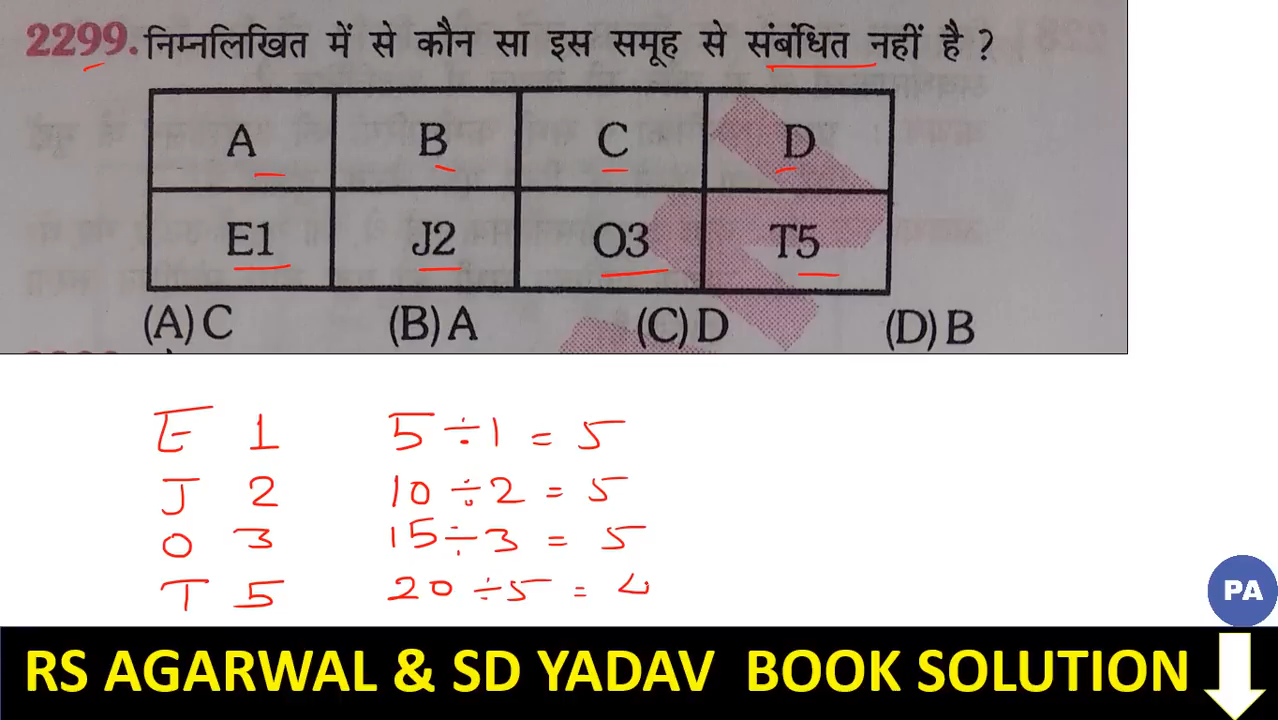 2299. निम्नलिखित में से कौन सा इस समूह से संबंधित नहीं है ?
A B C D
E1 J2 O3 T5
(A) C (B) A (C) D (D) B
E 1 5 ÷ 1 = 5
J 2 10 ÷ 2 = 5
O 3 15 ÷ 3 = 5
T 5 20 ÷ 5 = 4
PA
RS AGARWAL & SD YADAV BOOK SOLUTION